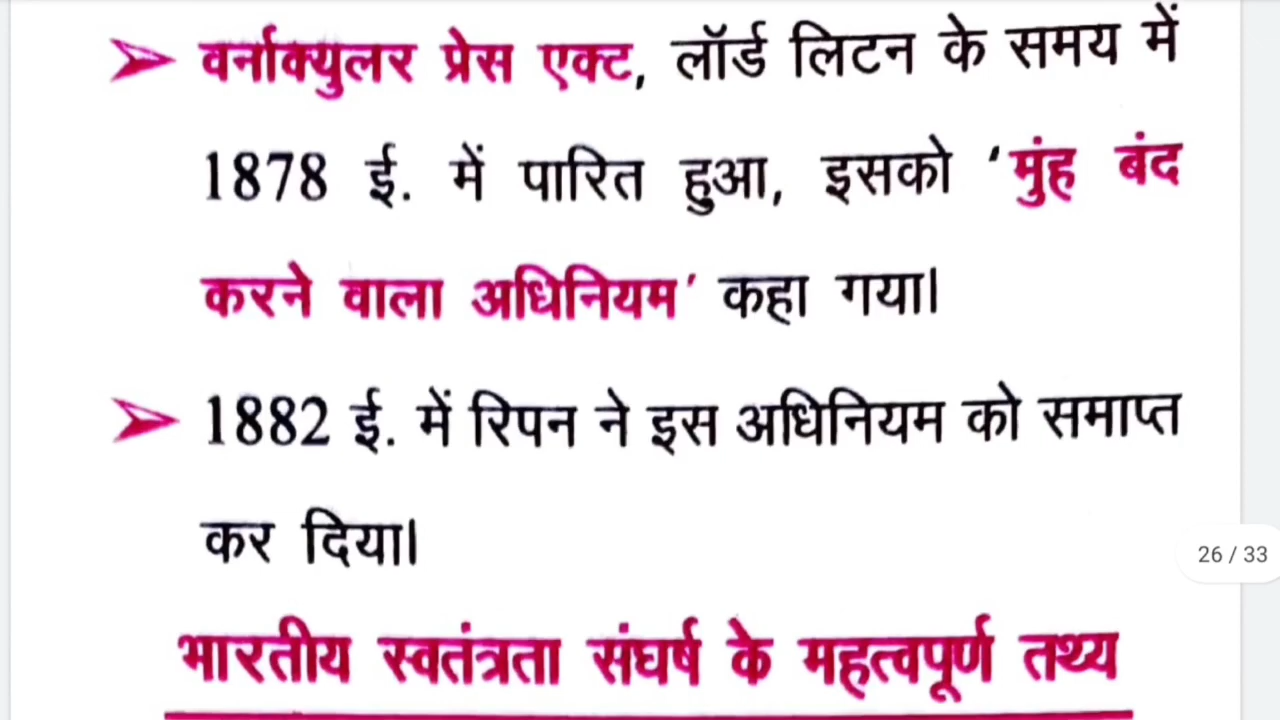 ➢ वर्नाक्युलर प्रेस एक्ट, लॉर्ड लिटन के समय में
1878 ई. में पारित हुआ, इसको 'मुंह बंद
करने वाला अधिनियम' कहा गया।
➢ 1882 ई. में रिपन ने इस अधिनियम को समाप्त
कर दिया।
26 / 33
भारतीय स्वतंत्रता संघर्ष के महत्वपूर्ण तथ्य